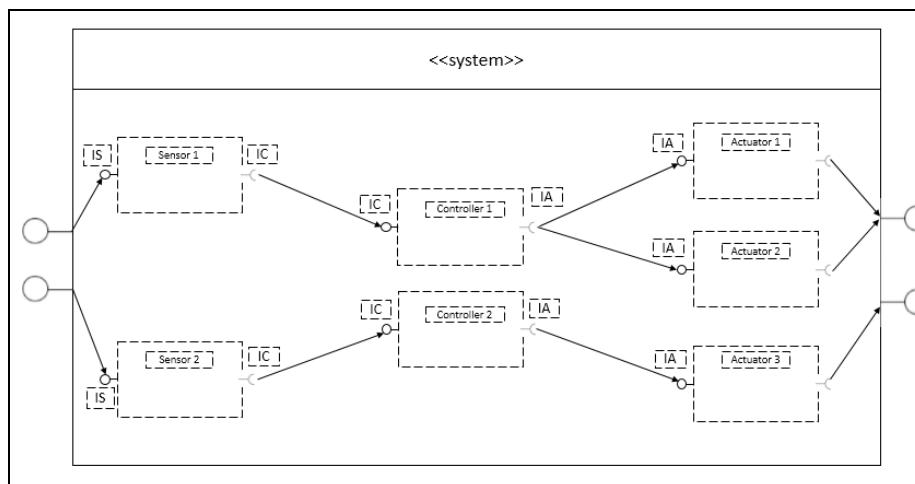 <<system>>
IS
Sensor 1
IC
IC
Controller 1
IA
IA
Actuator 1
IA
Actuator 2
IS
Sensor 2
IC
IC
Controller 2
IA
IA
Actuator 3